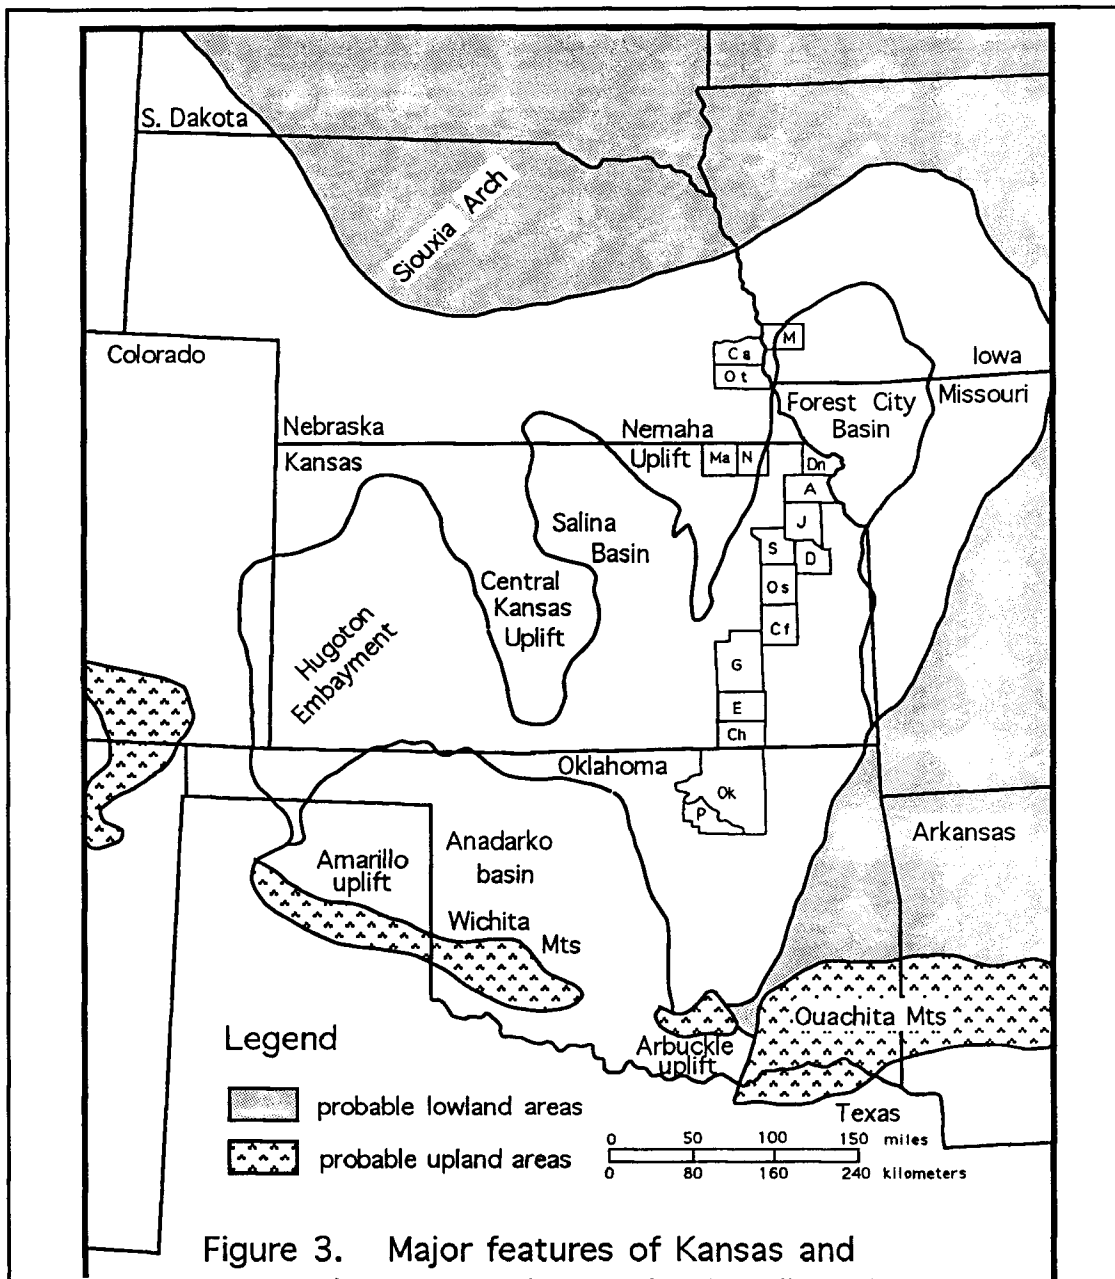 S. Dakota
Siouxia Arch
Colorado
M
Ca
Ot
Iowa
Missouri
Forest City
Basin
Nebraska
Kansas
Nemaha
Uplift
Ma
N
Dn
A
J
S
D
Os
Cf
G
E
Ch
Salina
Basin
Central
Kansas
Uplift
Hugoton
Embayment
Oklahoma
Ok
P
Arkansas
Anadarko
basin
Amarillo
uplift
Wichita
Mts
Ouachita Mts
Arbuckle
uplift
Texas
Legend
probable lowland areas
probable upland areas
0 50 100 150 miles
0 80 160 240 kilometers
Figure 3. Major features of Kansas and